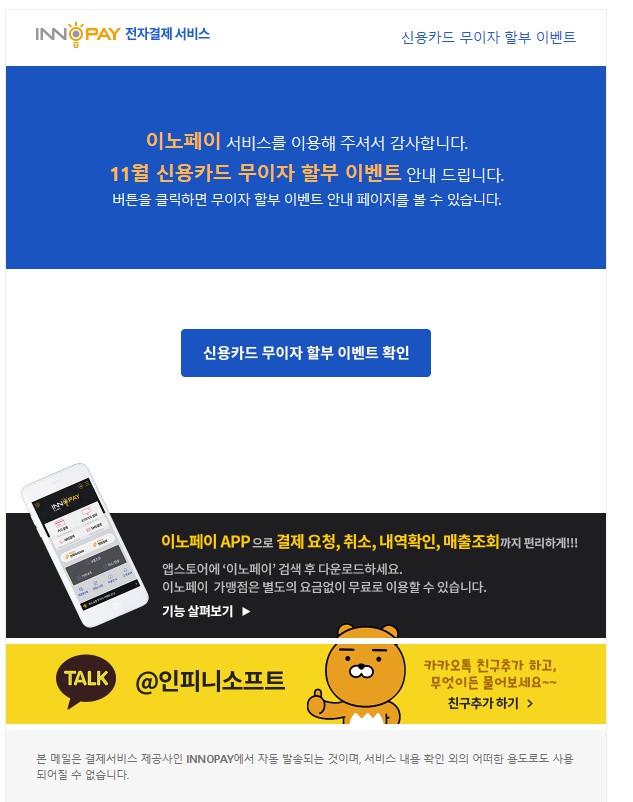 INNOPAY 전자결제 서비스
신용카드 무이자 할부 이벤트
이노페이 서비스를 이용해 주셔서 감사합니다.
11월 신용카드 무이자 할부 이벤트 안내 드립니다.
버튼을 클릭하면 무이자 할부 이벤트 안내 페이지를 볼 수 있습니다.
신용카드 무이자 할부 이벤트 확인
INNOPAY
이노페이 APP으로 결제 요청, 취소, 내역확인, 매출조회까지 편리하게!!!
앱스토어에 '이노페이' 검색 후 다운로드하세요.
이노페이 가맹점은 별도의 요금없이 무료로 이용할 수 있습니다.
기능 살펴보기 ▶
TALK
@인피니소프트
카카오톡 친구추가 하고,
무엇이든 물어보세요~~
친구추가 하기 >
본 메일은 결제서비스 제공사인 INNOPAY에서 자동 발송되는 것이며, 서비스 내용 확인 외의 어떠한 용도로도 사용
되어질 수 없습니다.